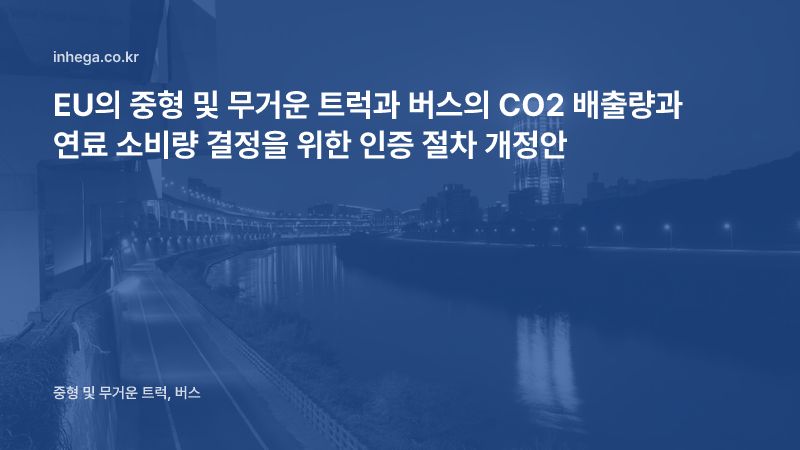 inhega.co.kr
EU의 중형 및 무거운 트럭과 버스의 CO2 배출량과
연료 소비량 결정을 위한 인증 절차 개정안
중형 및 무거운 트럭, 버스